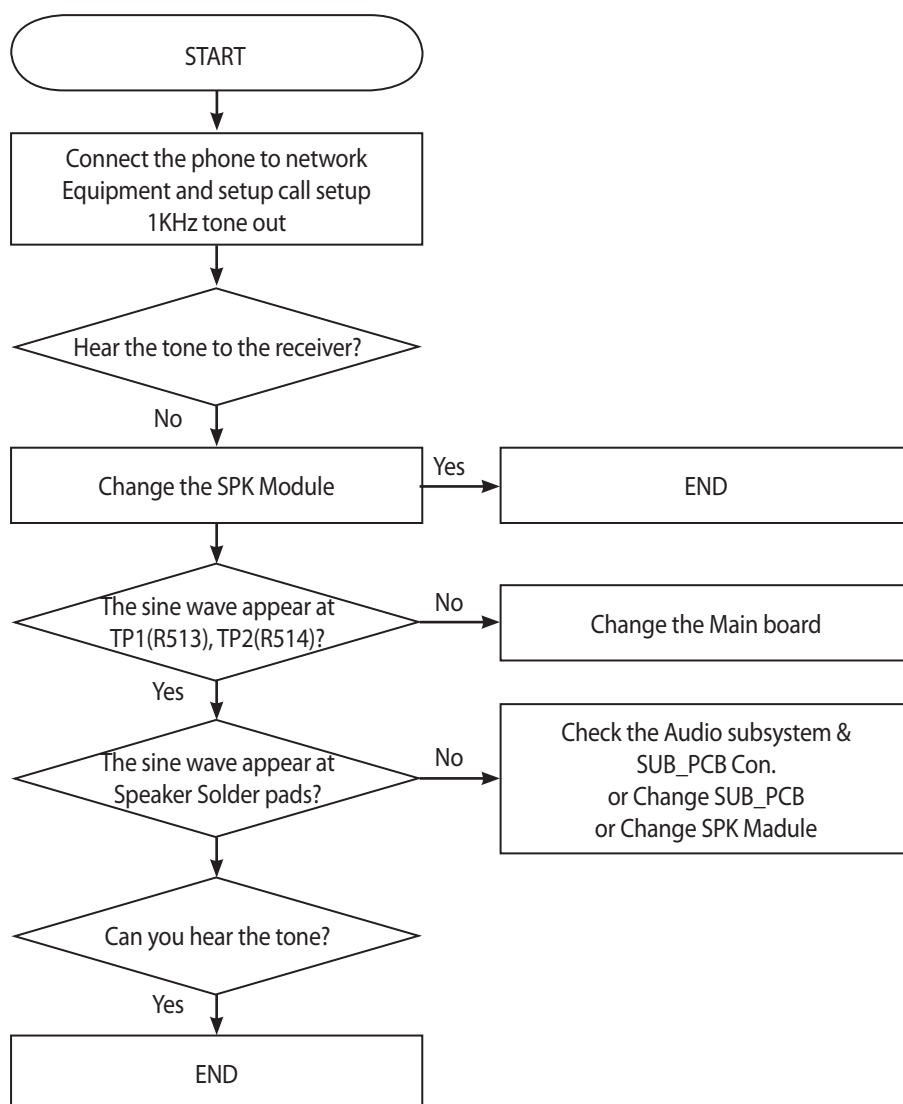 START
Connect the phone to network
Equipment and setup call setup
1KHz tone out
Hear the tone to the receiver?
No
Change the SPK Module
Yes
END
The sine wave appear at
TP1(R513), TP2(R514)?
No
Change the Main board
Yes
The sine wave appear at
Speaker Solder pads?
No
Check the Audio subsystem &
SUB_PCB Con.
or Change SUB_PCB
or Change SPK Madule
Can you hear the tone?
Yes
END